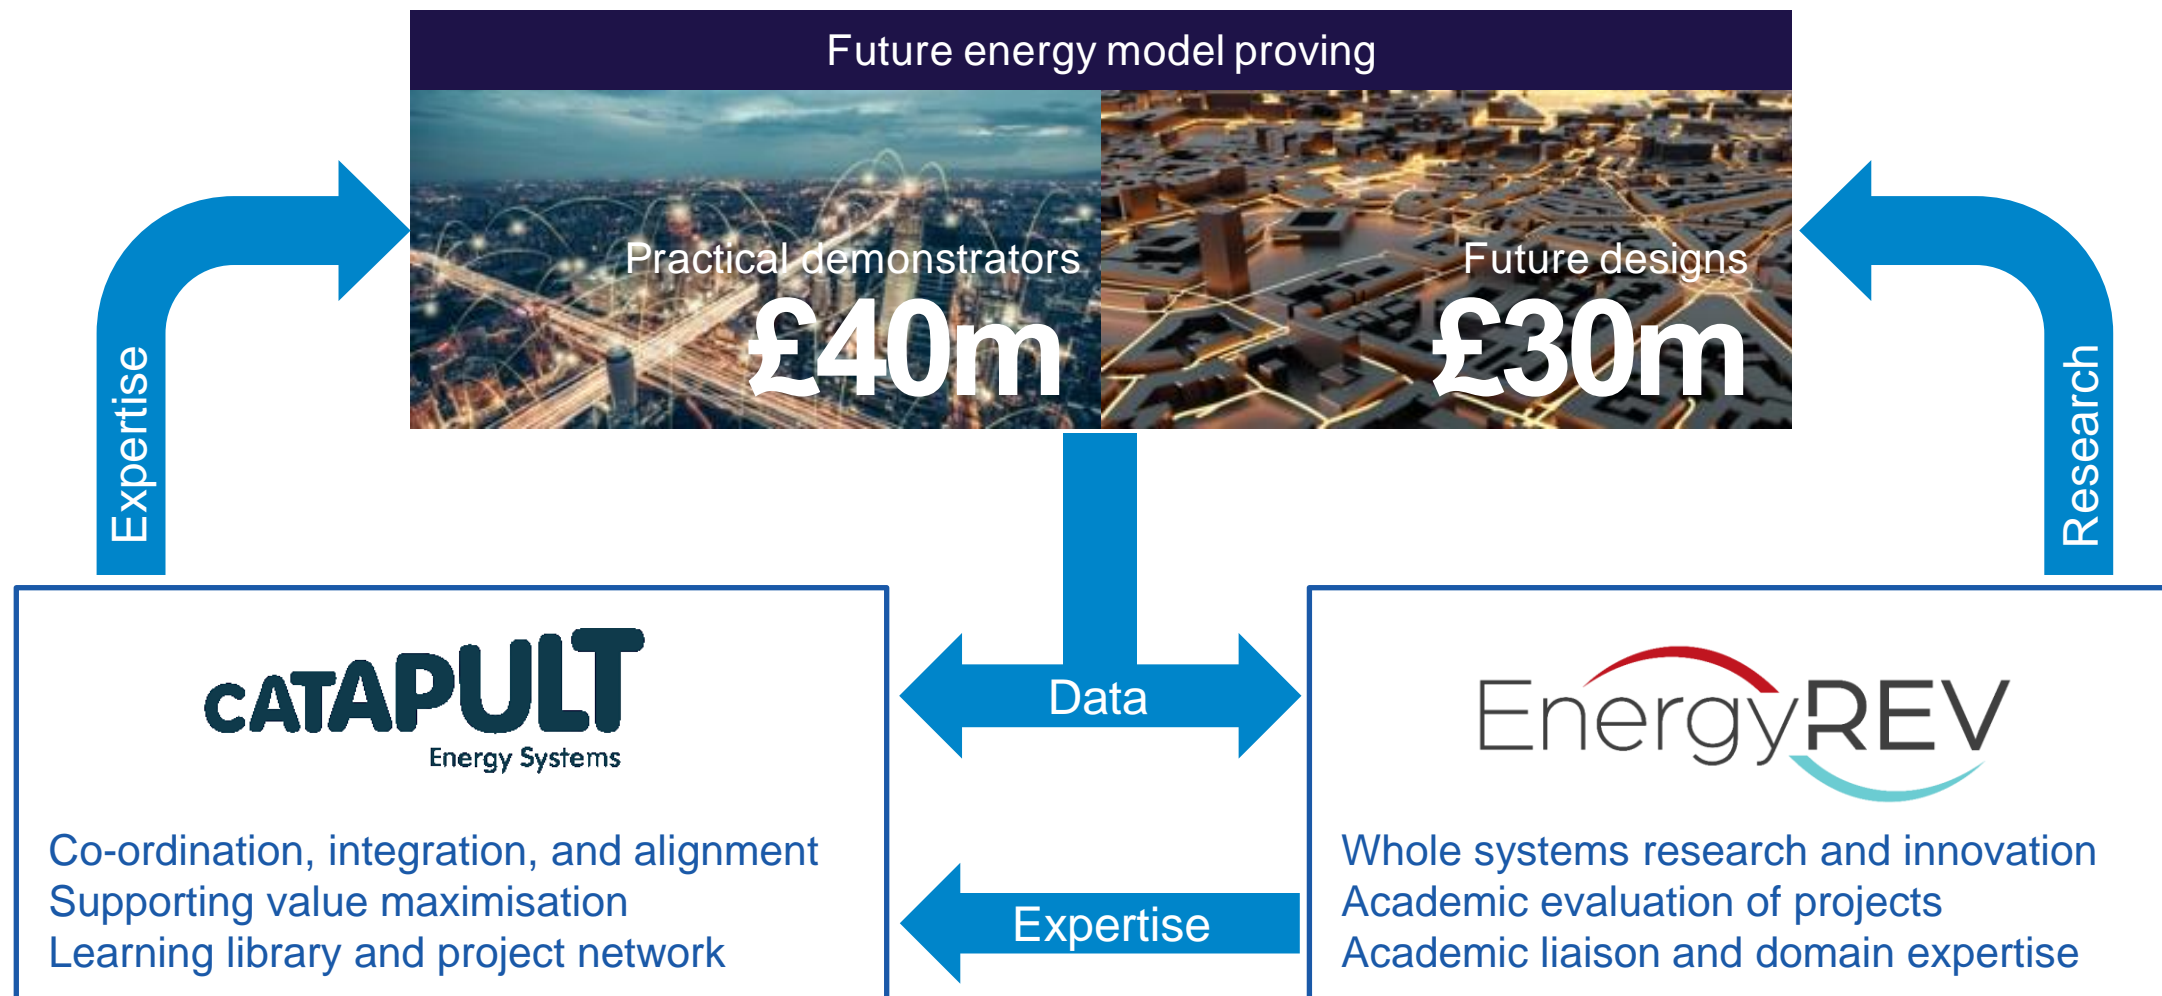 Future energy model proving
Practical demonstrators
£40m
Future designs
£30m
Expertise
Research
CATAPULT
Energy Systems
Data
EnergyREV
Co-ordination, integration, and alignment
Supporting value maximisation
Learning library and project network
Expertise
Whole systems research and innovation
Academic evaluation of projects
Academic liaison and domain expertise